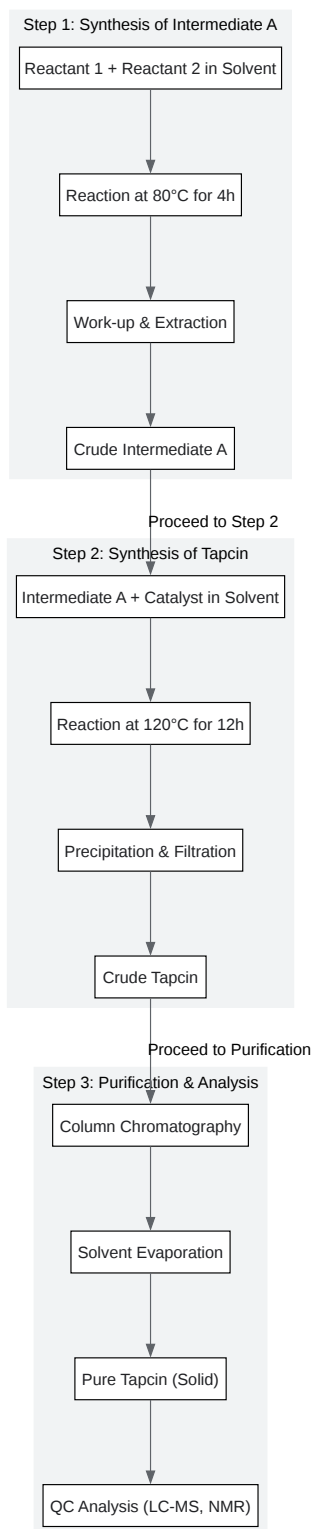 Step 1: Synthesis of Intermediate A
Reactant 1 + Reactant 2 in Solvent
Reaction at 80°C for 4h
Work-up & Extraction
Crude Intermediate A
Proceed to Step 2
Step 2: Synthesis of Tapcin
Intermediate A + Catalyst in Solvent
Reaction at 120°C for 12h
Precipitation & Filtration
Crude Tapcin
Proceed to Purification
Step 3: Purification & Analysis
Column Chromatography
Solvent Evaporation
Pure Tapcin (Solid)
QC Analysis (LC-MS, NMR)